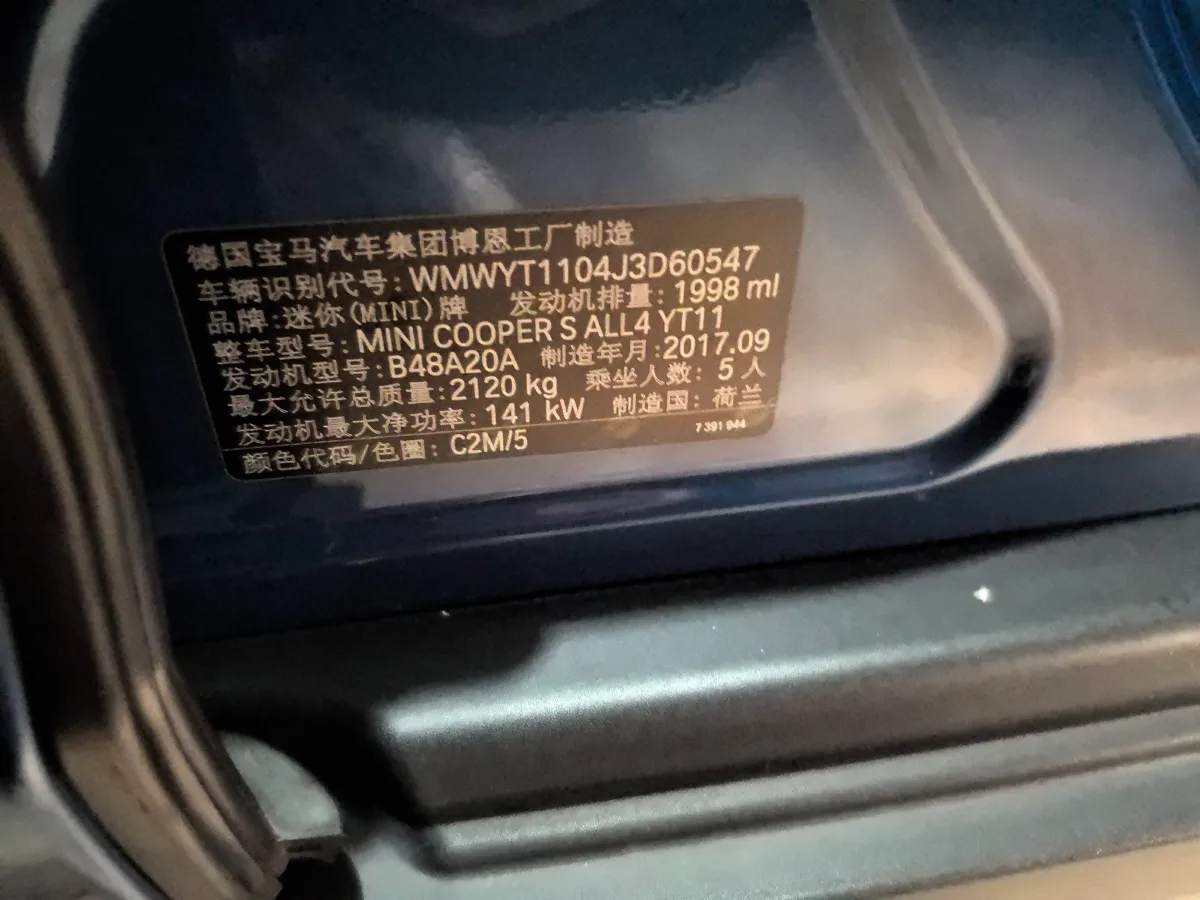 德国宝马汽车集团博恩工厂制造
车辆识别代号: WMWYT1104J3D60547
品牌:迷你(MINI)牌 发动机排量: 1998 ml
整车型号: MINI COOPER S ALL4 YT11
发动机型号: B48A20A 制造年月:2017.09
最大允许总质量:2120 kg 乘坐人数: 5 人
发动机最大净功率: 141 kW 制造国: 荷兰
颜色代码/色圈: C2M/5 7 391 944